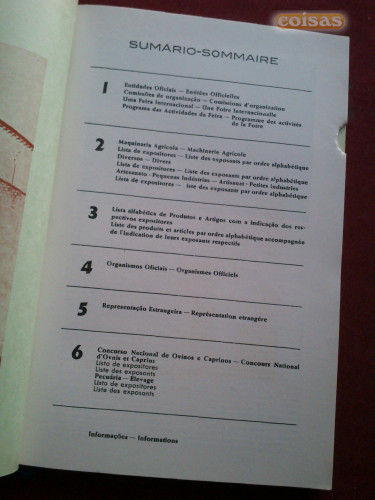 coisas
SUMÁRIO-SOMMAIRE
1
Entidades Oficiais — Entités Officielles
Comissões de organização — Comissions d'organisation
Uma Feira Internacional — Une Foire Internacionalle
Programa das Actividades da Feira — Programme des activités
de la Foire
2
Maquinaria Agrícola — Machinerie Agricole
Lista de expositores — Liste des exposants par ordre alphabétique
Diversos — Divers
Lista de expositores — Liste des exposants par ordre alphabétique
Artesanato - Pequenas Indústrias — Artisanat - Petites Industries
Lista de expositores — iste des exposants par ordre alphabétique
3
Lista alfabética de Produtos e Artigos com a indicação dos res-
pectivos expositores
Liste des produits et articles par ordre alphabétique accompagnée
de l'indication de leurs exposants respectifs
4
Organismos Oficiais — Organismes Officiels
5
Representação Estrangeira — Représentation etrangére
6
Concurso Nacional de Ovinos e Caprinos — Concours National
d'Ovnis et Caprins
Lista de expositores
Liste des exposants
Pecuária — Élevage
Lista de expositores
Liste des exposants
Informações — Informations